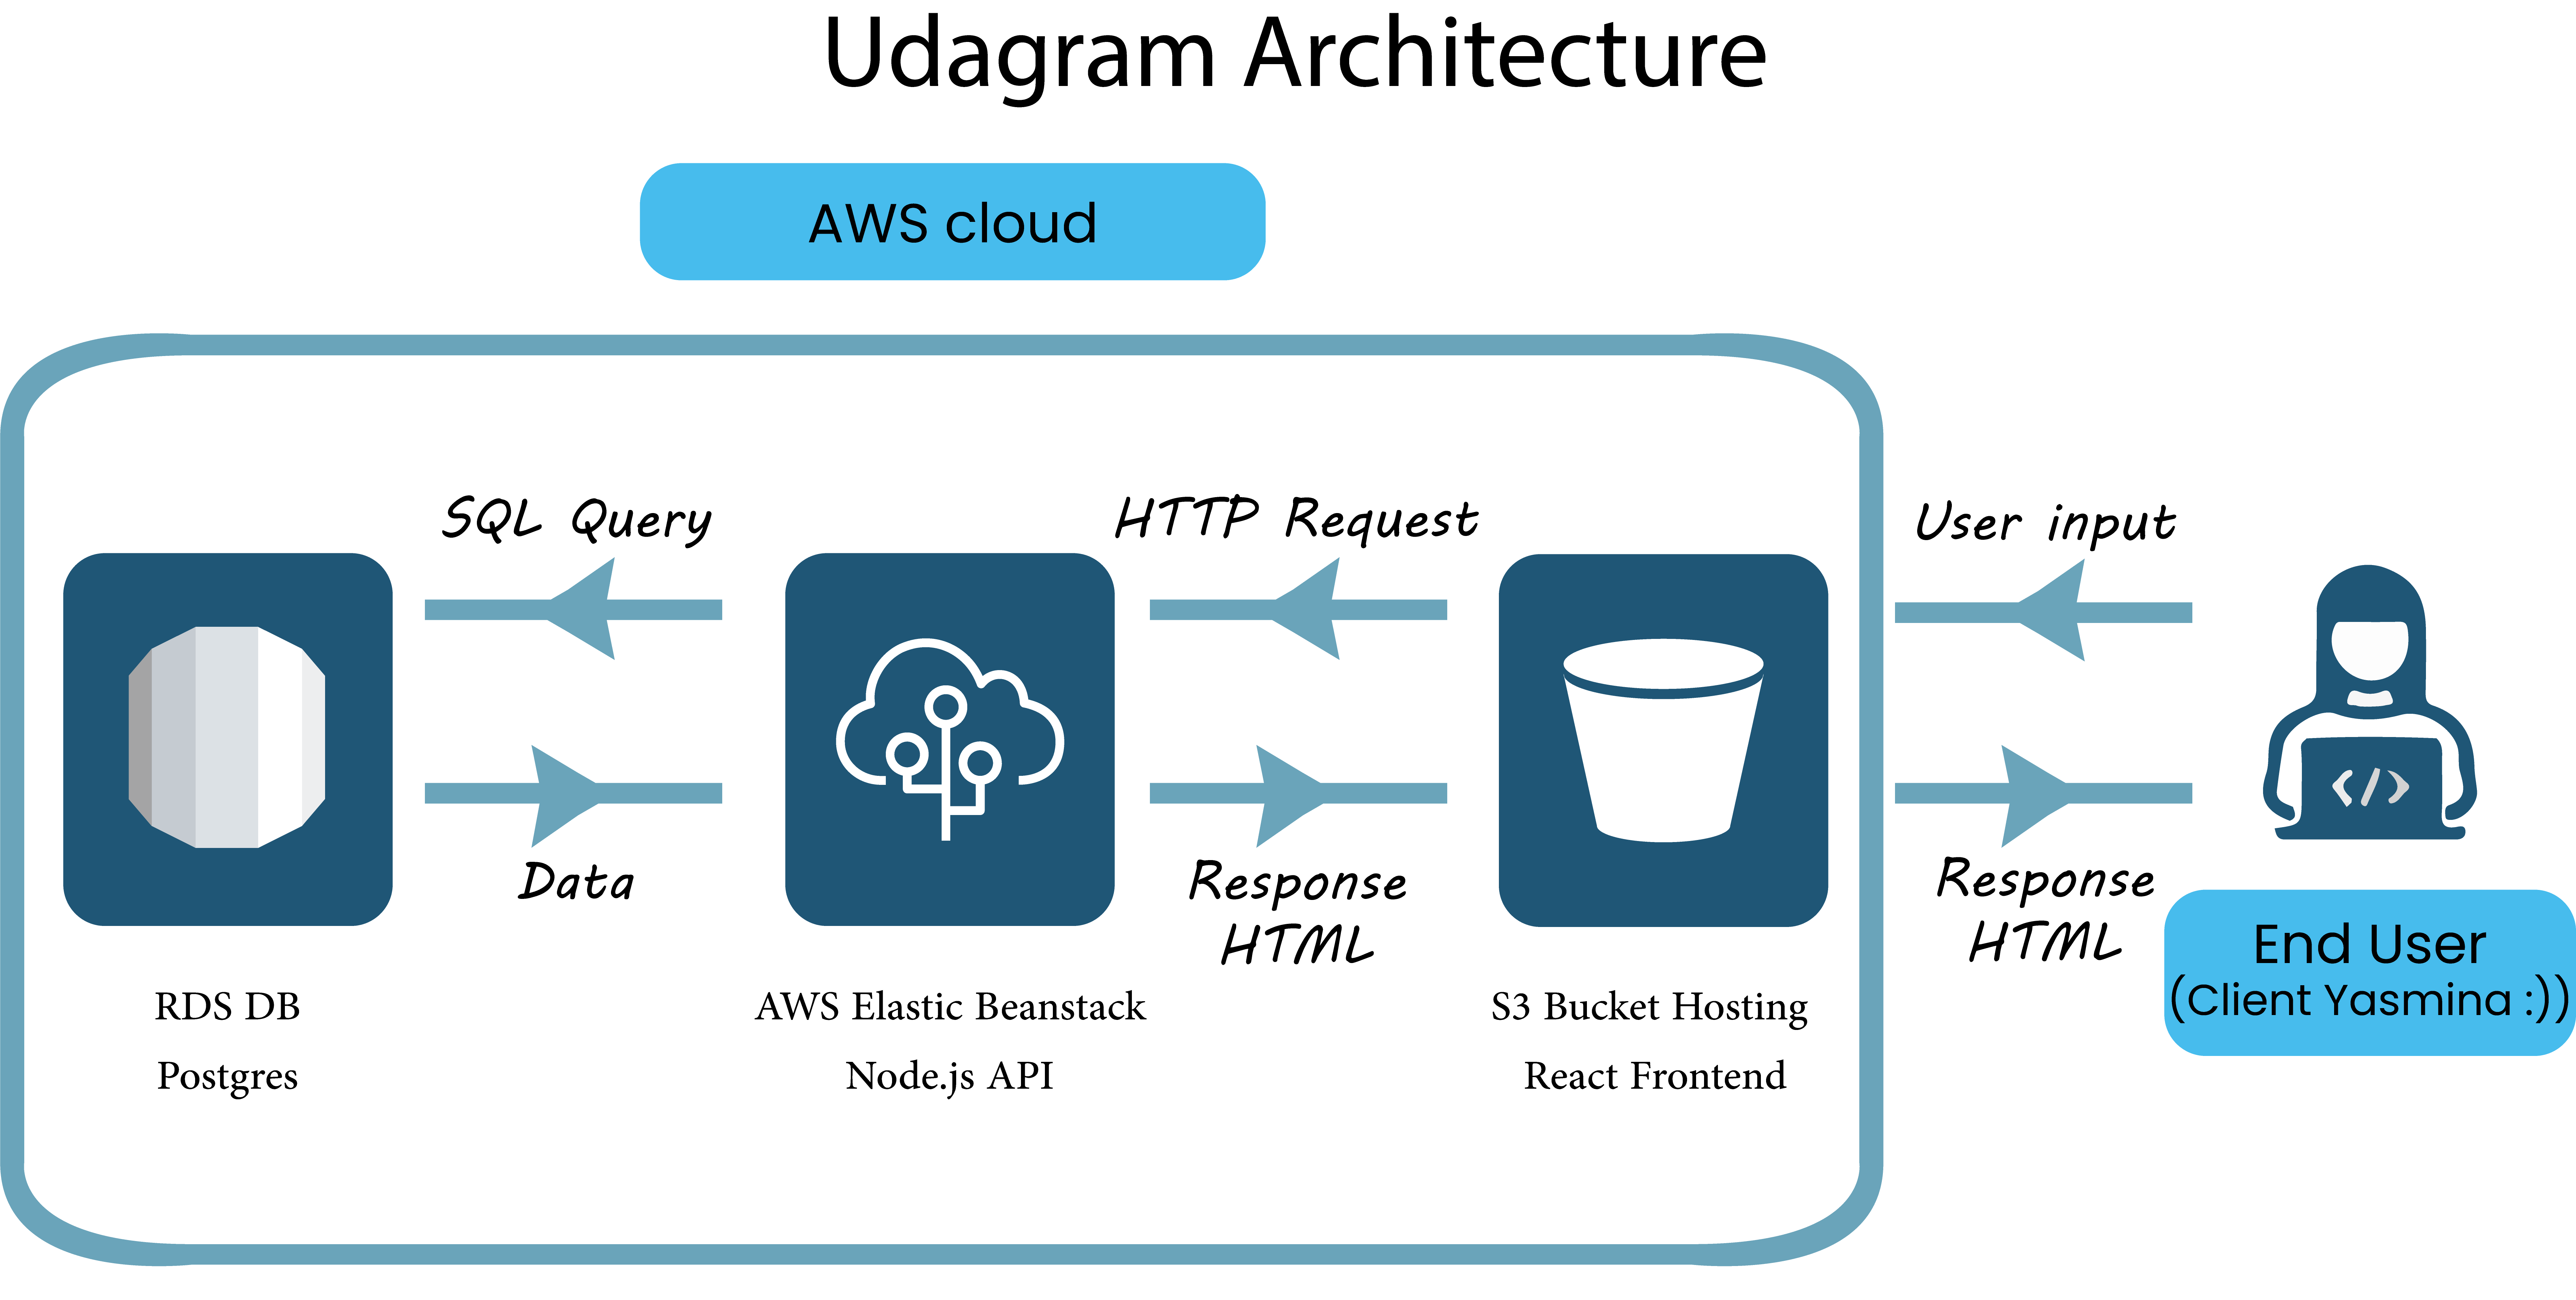 Udagram Architecture
AWS cloud
SQL Query
HTTP Request
User input
Data
Response
HTML
Response
HTML
RDS DB
Postgres
AWS Elastic Beanstack
Node.js API
S3 Bucket Hosting
React Frontend
</>
End User
(Client Yasmina :))